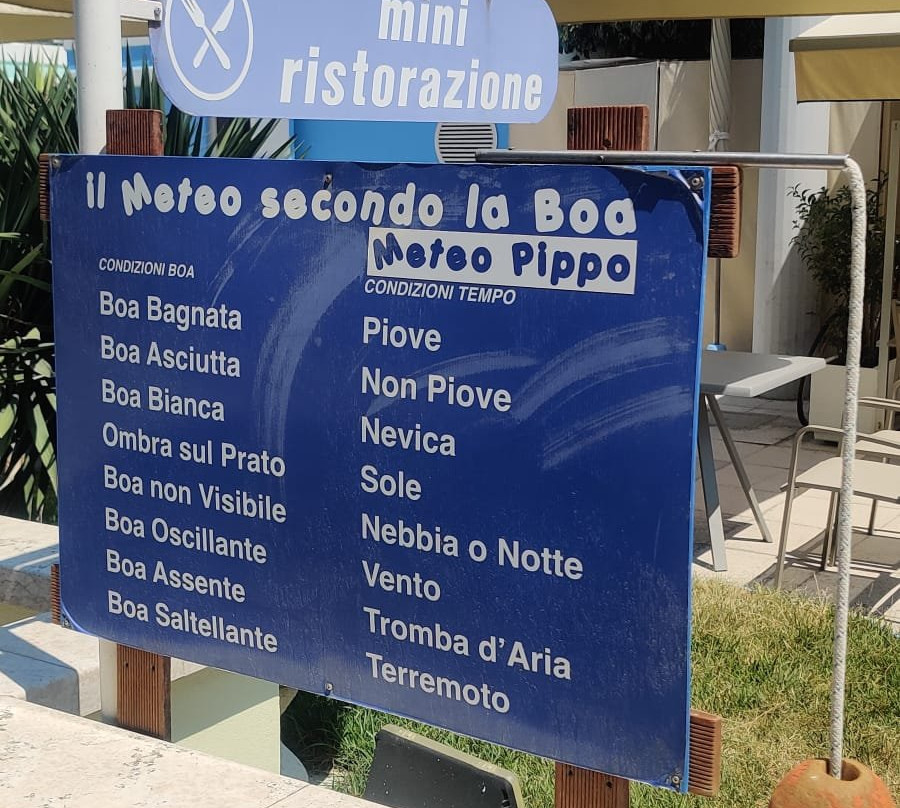 mini
ristorazione
il Meteo secondo la Boa
Meteo Pippo
CONDIZIONI BOA
CONDIZIONI TEMPO
Boa Bagnata
Piove
Boa Asciutta
Non Piove
Boa Bianca
Nevica
Ombra sul Prato
Sole
Boa non Visibile
Nebbia o Notte
Boa Oscillante
Vento
Boa Assente
Tromba d'Aria
Boa Saltellante
Terremoto